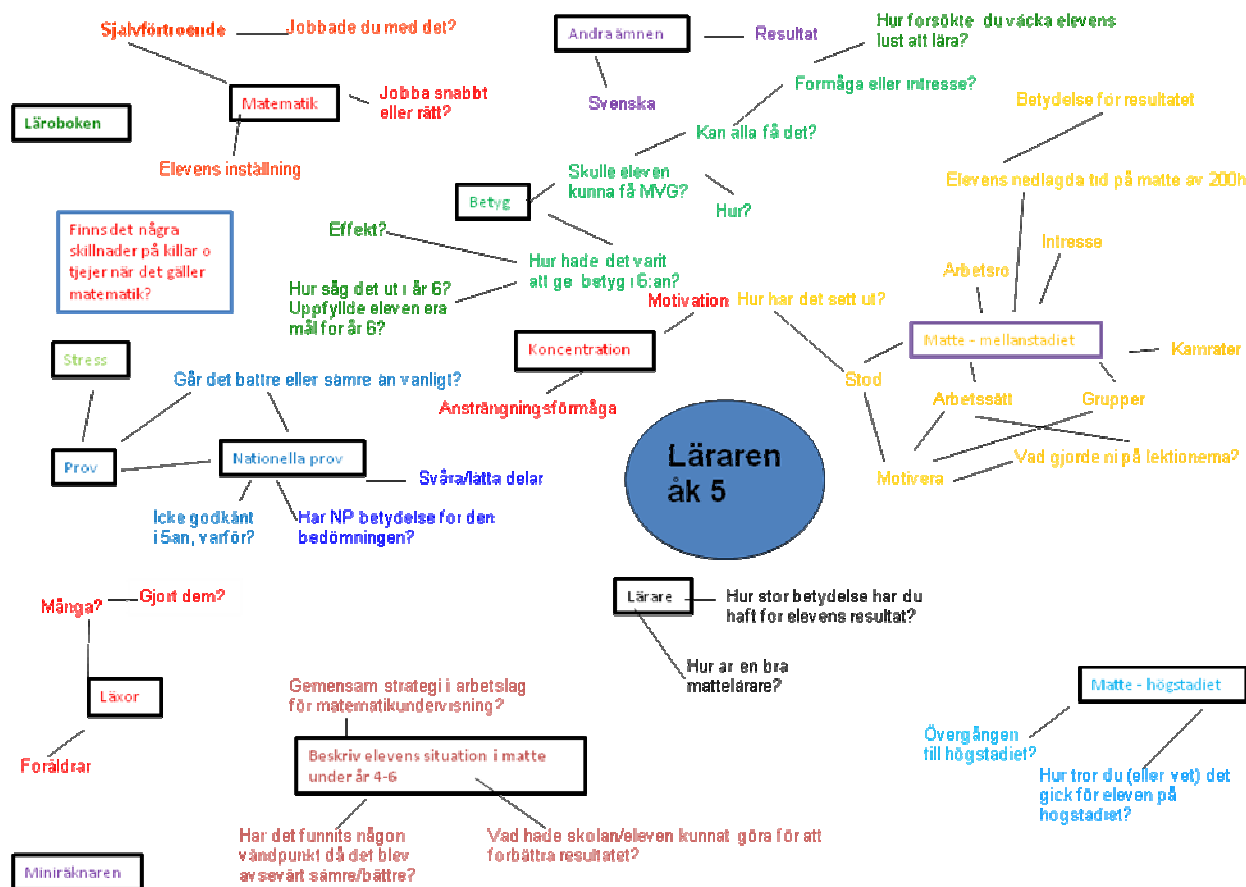 Självförtroende
Jobbade du med det?
Matematik
Jobba snabbt
eller rätt?
Läroboken
Elevens inställning
Andra ämnen
Resultat
Svenska
Hur försökte du väcka elevens
lust att lära?
Förmåga eller intresse?
Kan alla få det?
Skulle eleven
kunna få MVG?
Hur?
Betyg
Effekt?
Hur hade det varit
att ge betyg i 6:an?
Hur såg det ut i år 6?
Uppfyllde eleven era
mål för år 6?
Finns det några
skillnader på killar o
tjejer när det gäller
matematik?
Betydelse för resultatet
Elevens nedlagda tid på matte av 200h
Intresse
Arbetsro
Matte - mellanstadiet
Kamrater
Motivation
Hur har det sett ut?
Koncentration
Ansträngningsförmåga
Stöd
Arbetssätt
Grupper
Motivera
Vad gjorde ni på lektionerna?
Stress
Går det bättre eller sämre än vanligt?
Prov
Nationella prov
Svåra/lätta delar
Icke godkänt
i 5an, varför?
Har NP betydelse för den
bedömningen?
Läraren
åk 5
Lärare
Hur stor betydelse har du
haft för elevens resultat?
Hur är en bra
mattelärare?
Många?
Gjort dem?
Läxor
Föräldrar
Gemensam strategi i arbetslag
för matematikundervisning?
Beskriv elevens situation i matte
under år 4-6
Har det funnits någon
vändpunkt då det blev
avsevärt sämre/bättre?
Vad hade skolan/eleven kunnat göra för att
förbättra resultatet?
Matte - högstadiet
Övergången
till högstadiet?
Hur tror du (eller vet) det
gick för eleven på
högstadiet?
Miniräknaren